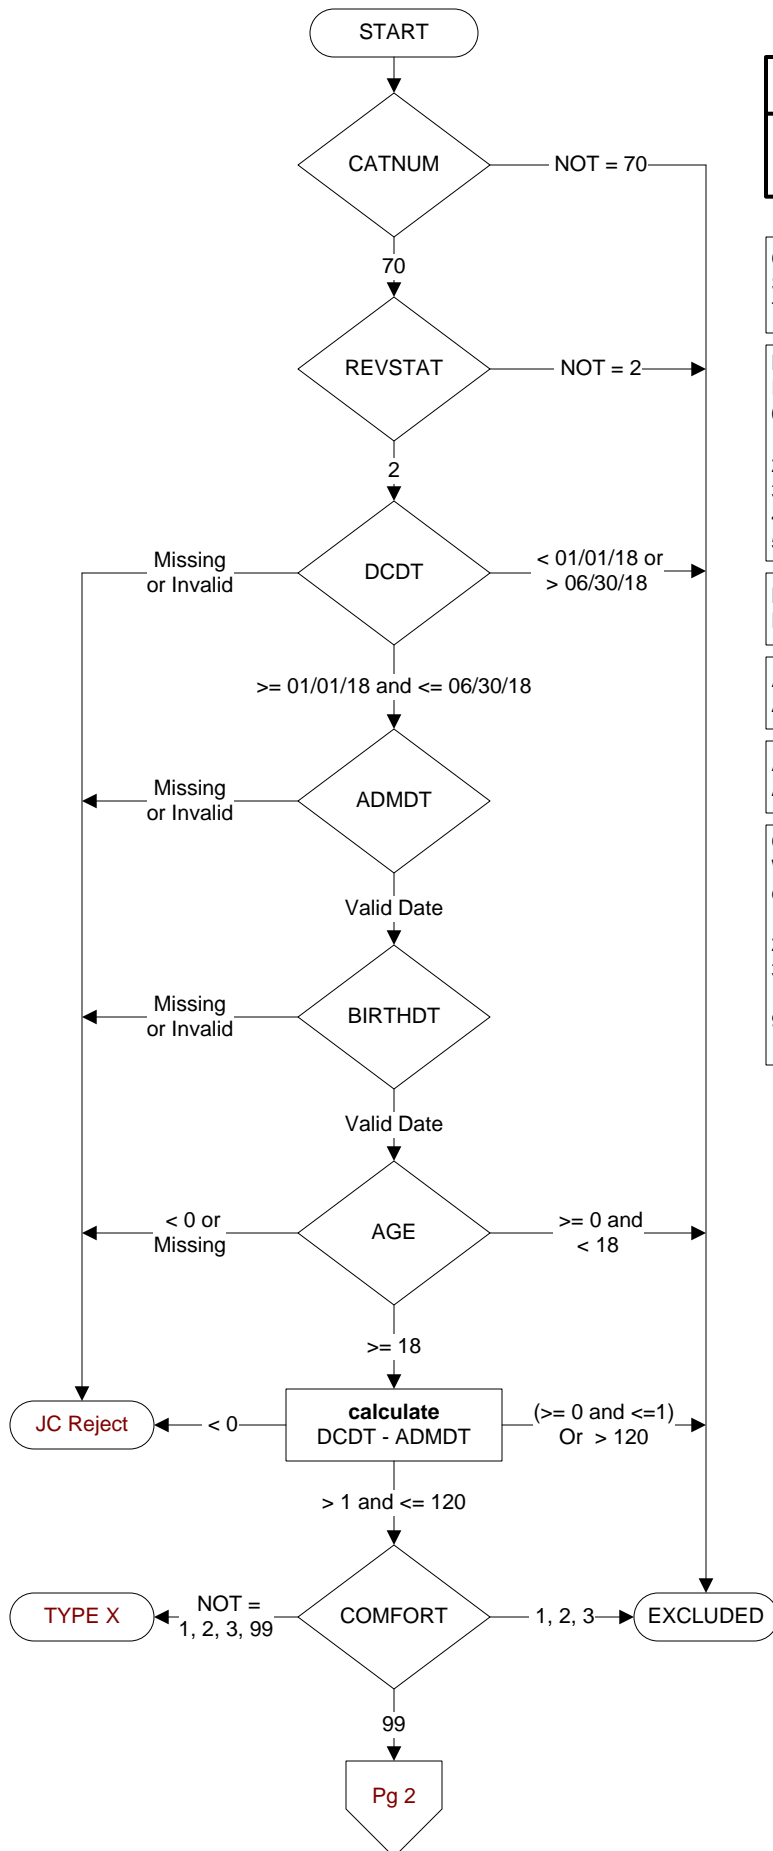 START
CATNUM
NOT = 70
70
REVSTAT
NOT = 2
2
Missing
or Invalid
DCDT
< 01/01/18 or
> 06/30/18
>= 01/01/18 and <= 06/30/18
Missing
or Invalid
ADMDT
Valid Date
Missing
or Invalid
BIRTHDT
Valid Date
< 0 or
Missing
AGE
>= 0 and
< 18
>= 18
JC Reject
< 0
calculate
DCDT - ADMDT
(>= 0 and <=1)
Or > 120
> 1 and <= 120
TYPE X
NOT =
1, 2, 3, 99
COMFORT
1, 2, 3
EXCLUDED
99
Pg 2